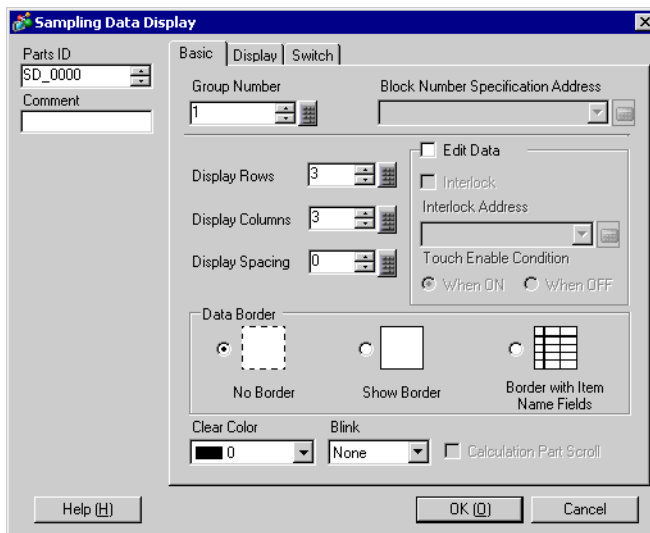 Sampling Data Display
Parts ID
SD_0000
Comment
Basic
Display
Switch
Group Number
1
Block Number Specification Address
Display Rows
3
Display Columns
3
Display Spacing
0
Edit Data
Interlock
Interlock Address
Touch Enable Condition
When ON
When OFF
Data Border
No Border
Show Border
Border with Item
Name Fields
Clear Color
0
Blink
None
Calculation Part Scroll
Help (H)
OK (O)
Cancel